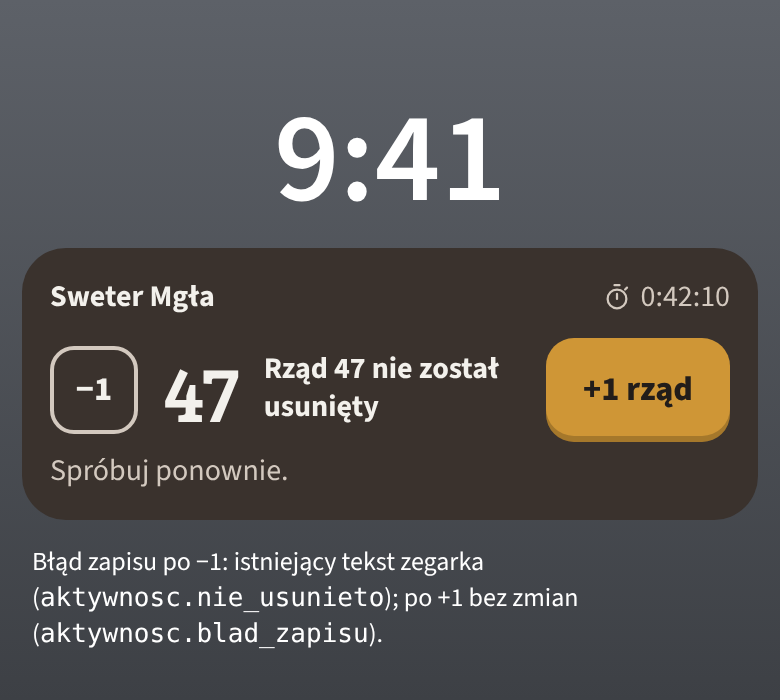 9:41
Sweter Mgła
0:42:10
−1
47
Rząd 47 nie został
usunięty
+1 rząd
Spróbuj ponownie.
Błąd zapisu po −1: istniejący tekst zegarka
(aktywnosc.nie_usunieto); po +1 bez zmian
(aktywnosc.blad_zapisu).